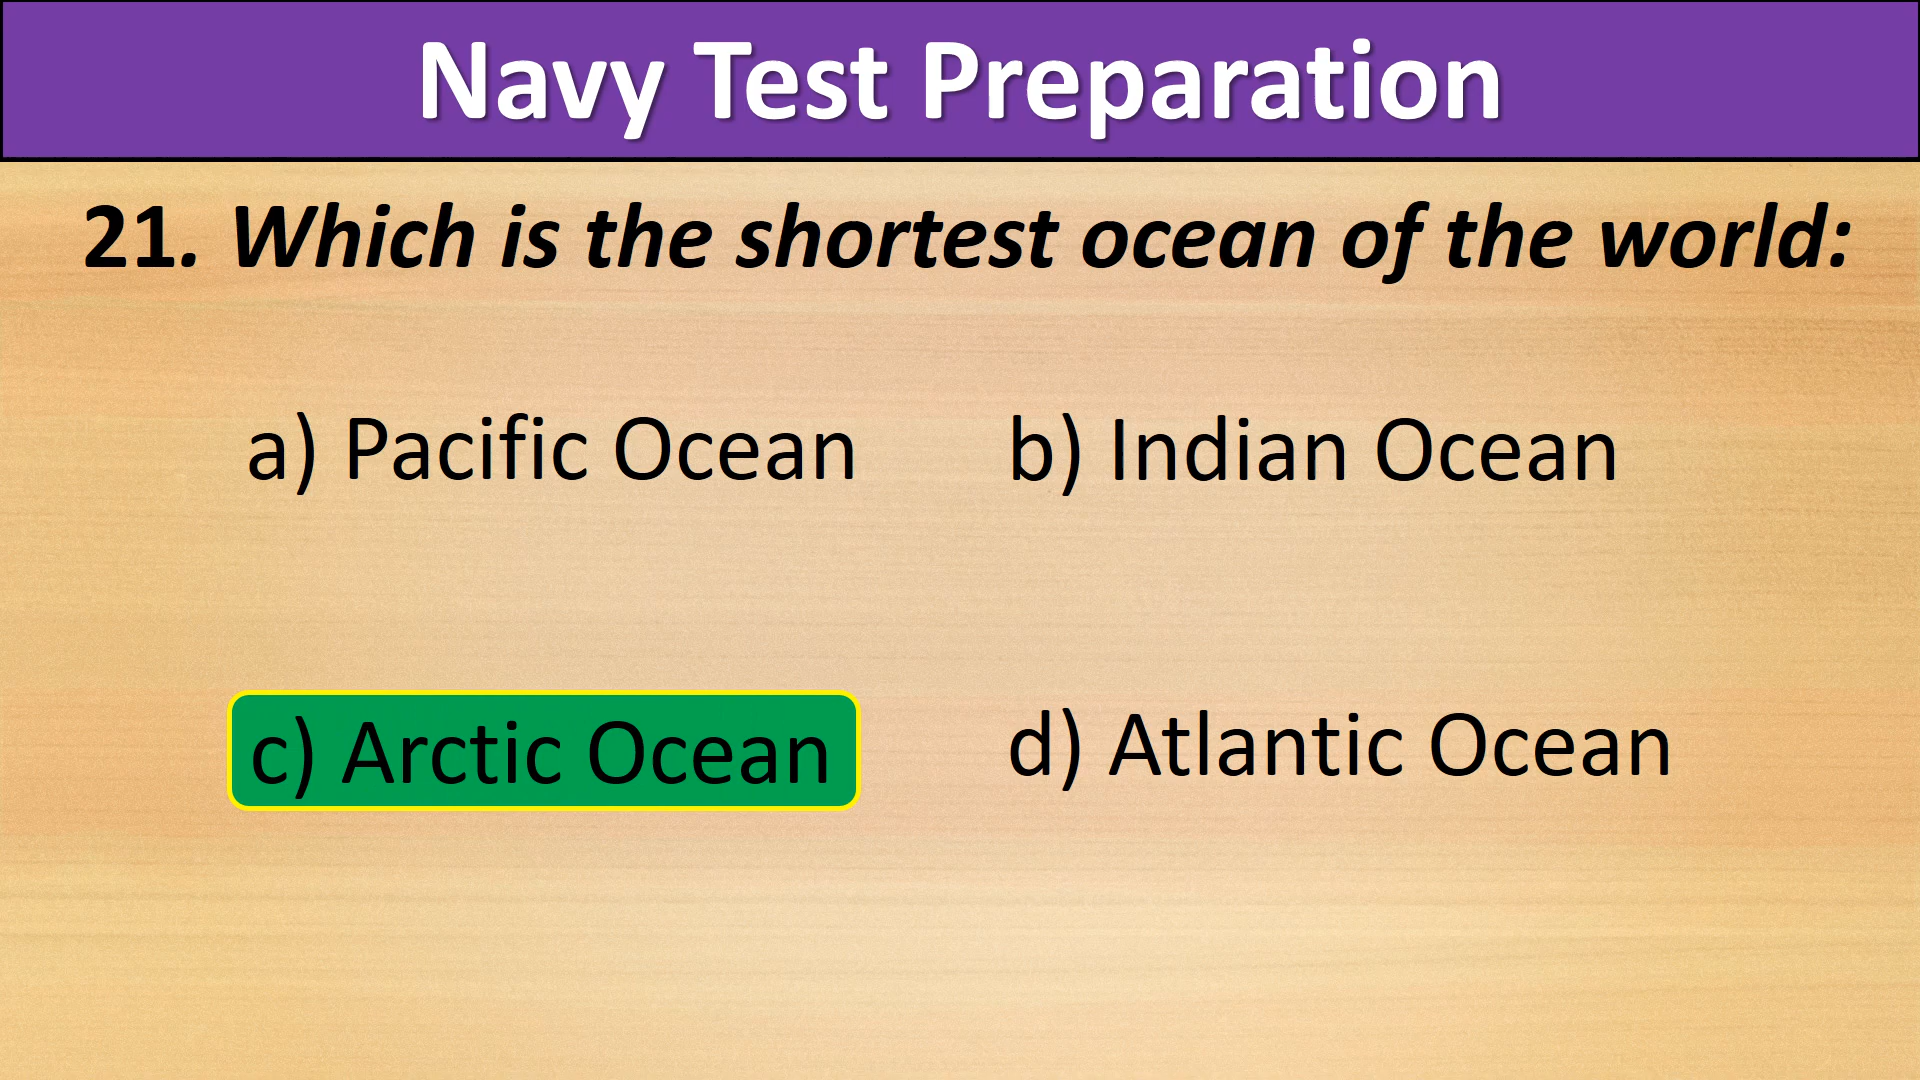 Navy Test Preparation
21. Which is the shortest ocean of the world:
a) Pacific Ocean
b) Indian Ocean
c) Arctic Ocean
d) Atlantic Ocean